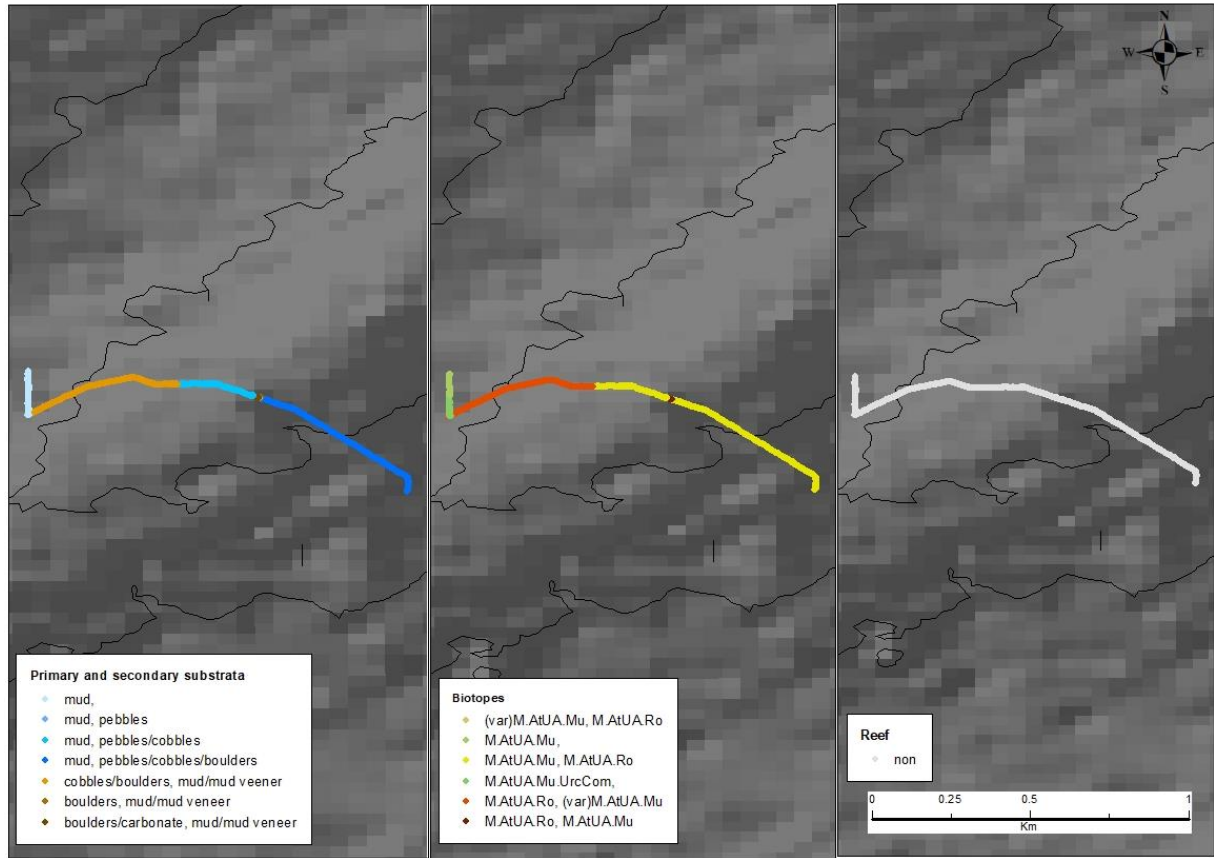 Primary and secondary substrata
mud,
mud, pebbles
mud, pebbles/cobbles
mud, pebbles/cobbles/boulders
cobbles/boulders, mud/mud veener
boulders, mud/mud veneer
boulders/carbonate, mud/mud veneer
Biotopes
(var)M.AtUA.Mu, M.AtUA.Ro
M.AtUA.Mu,
M.AtUA.Mu, M.AtUA.Ro
M.AtUA.Mu.UrcCom,
M.AtUA.Ro, (var)M.AtUA.Mu
M.AtUA.Ro, M.AtUA.Mu
N
W E
S
Reef
non
0 0.25 0.5 1
Km